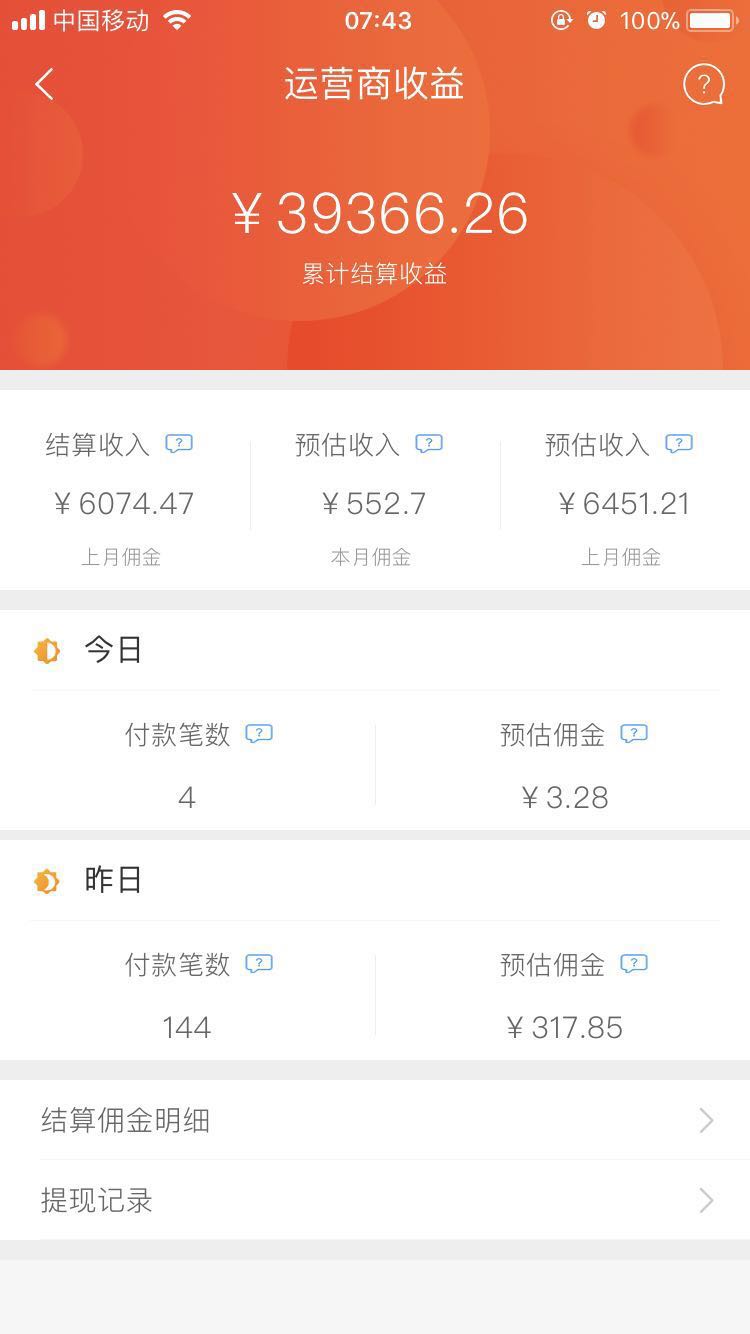 中国移动 07:43 100%
运营商收益
?
¥39366.26
累计结算收益
结算收入 ? 预估收入 ? 预估收入 ?
¥6074.47 ¥552.7 ¥6451.21
上月佣金 本月佣金 上月佣金
今日
付款笔数 ? 预估佣金 ?
4 ¥3.28
昨日
付款笔数 ? 预估佣金 ?
144 ¥317.85
结算佣金明细
提现记录